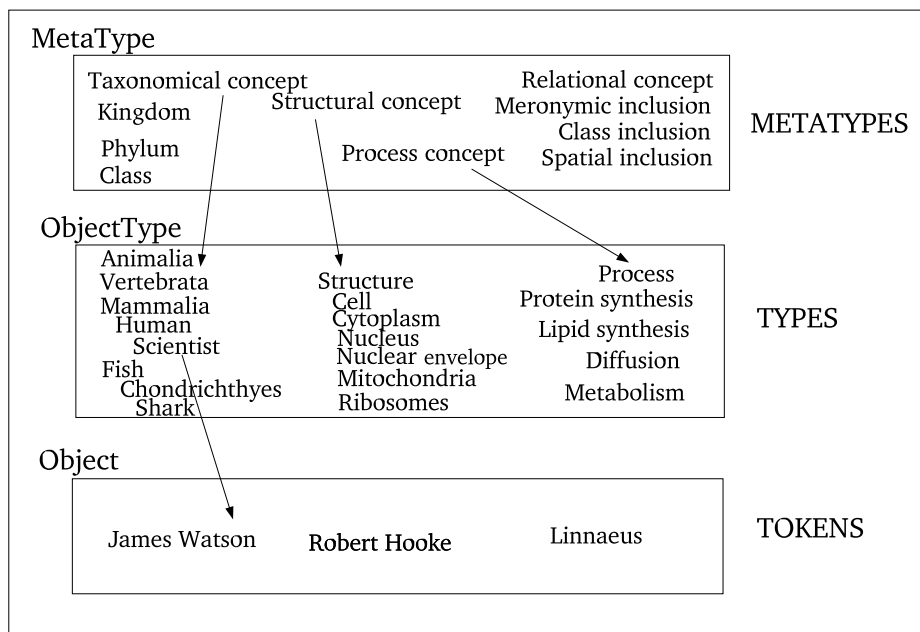 MetaType
Taxonomical concept
Kingdom
Phylum
Class
Structural concept
Process concept
Relational concept
Meronymic inclusion
Class inclusion
Spatial inclusion
METATYPES
ObjectType
Animalia
Vertebrata
Mammalia
Human
Scientist
Fish
Chondrichthyes
Shark
Structure
Cell
Cytoplasm
Nucleus
Nuclear envelope
Mitochondria
Ribosomes
Process
Protein synthesis
Lipid synthesis
Diffusion
Metabolism
TYPES
Object
James Watson
Robert Hooke
Linnaeus
TOKENS